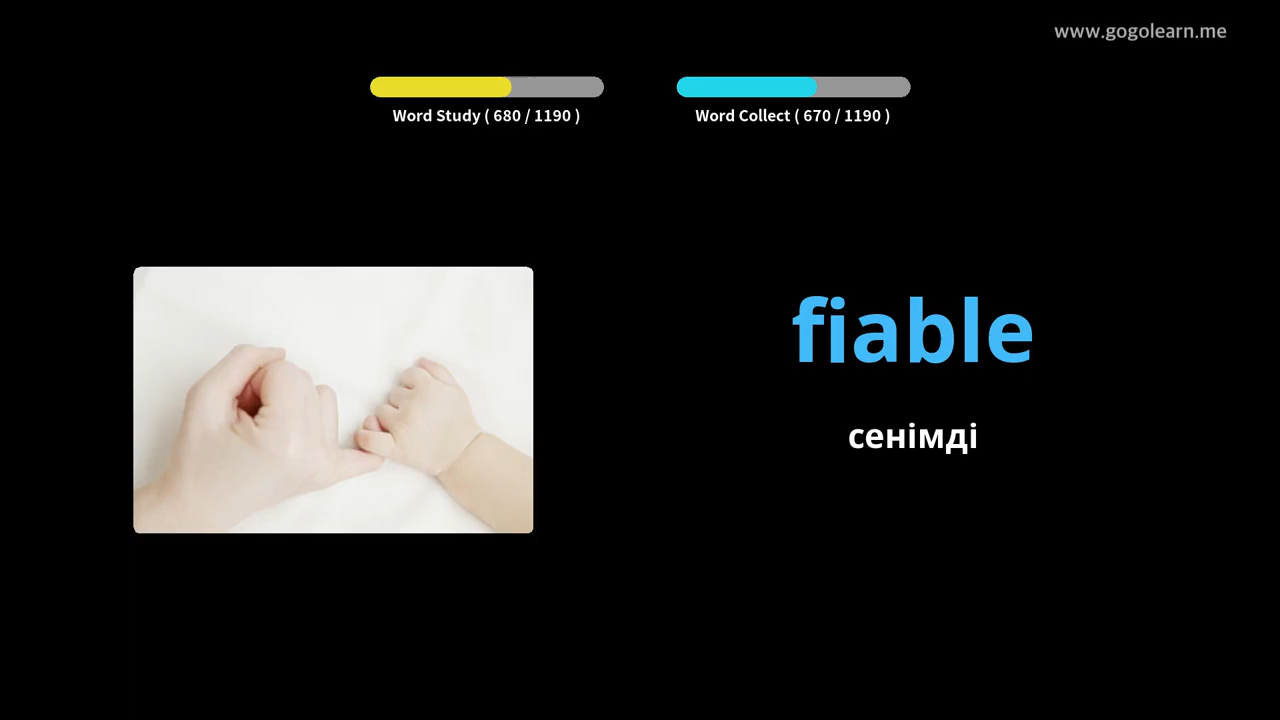 www.gogolearn.me
Word Study ( 680 / 1190 )
Word Collect ( 670 / 1190 )
fiable
сенімді